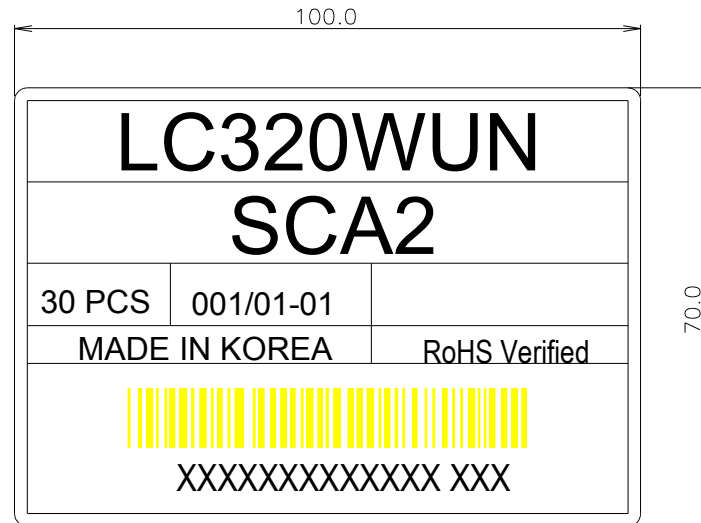 100.0
LC320WUN
SCA2
70.0
30 PCS 001/01-01
MADE IN KOREA RoHS Verified
XXXXXXXXXXXXX XXX